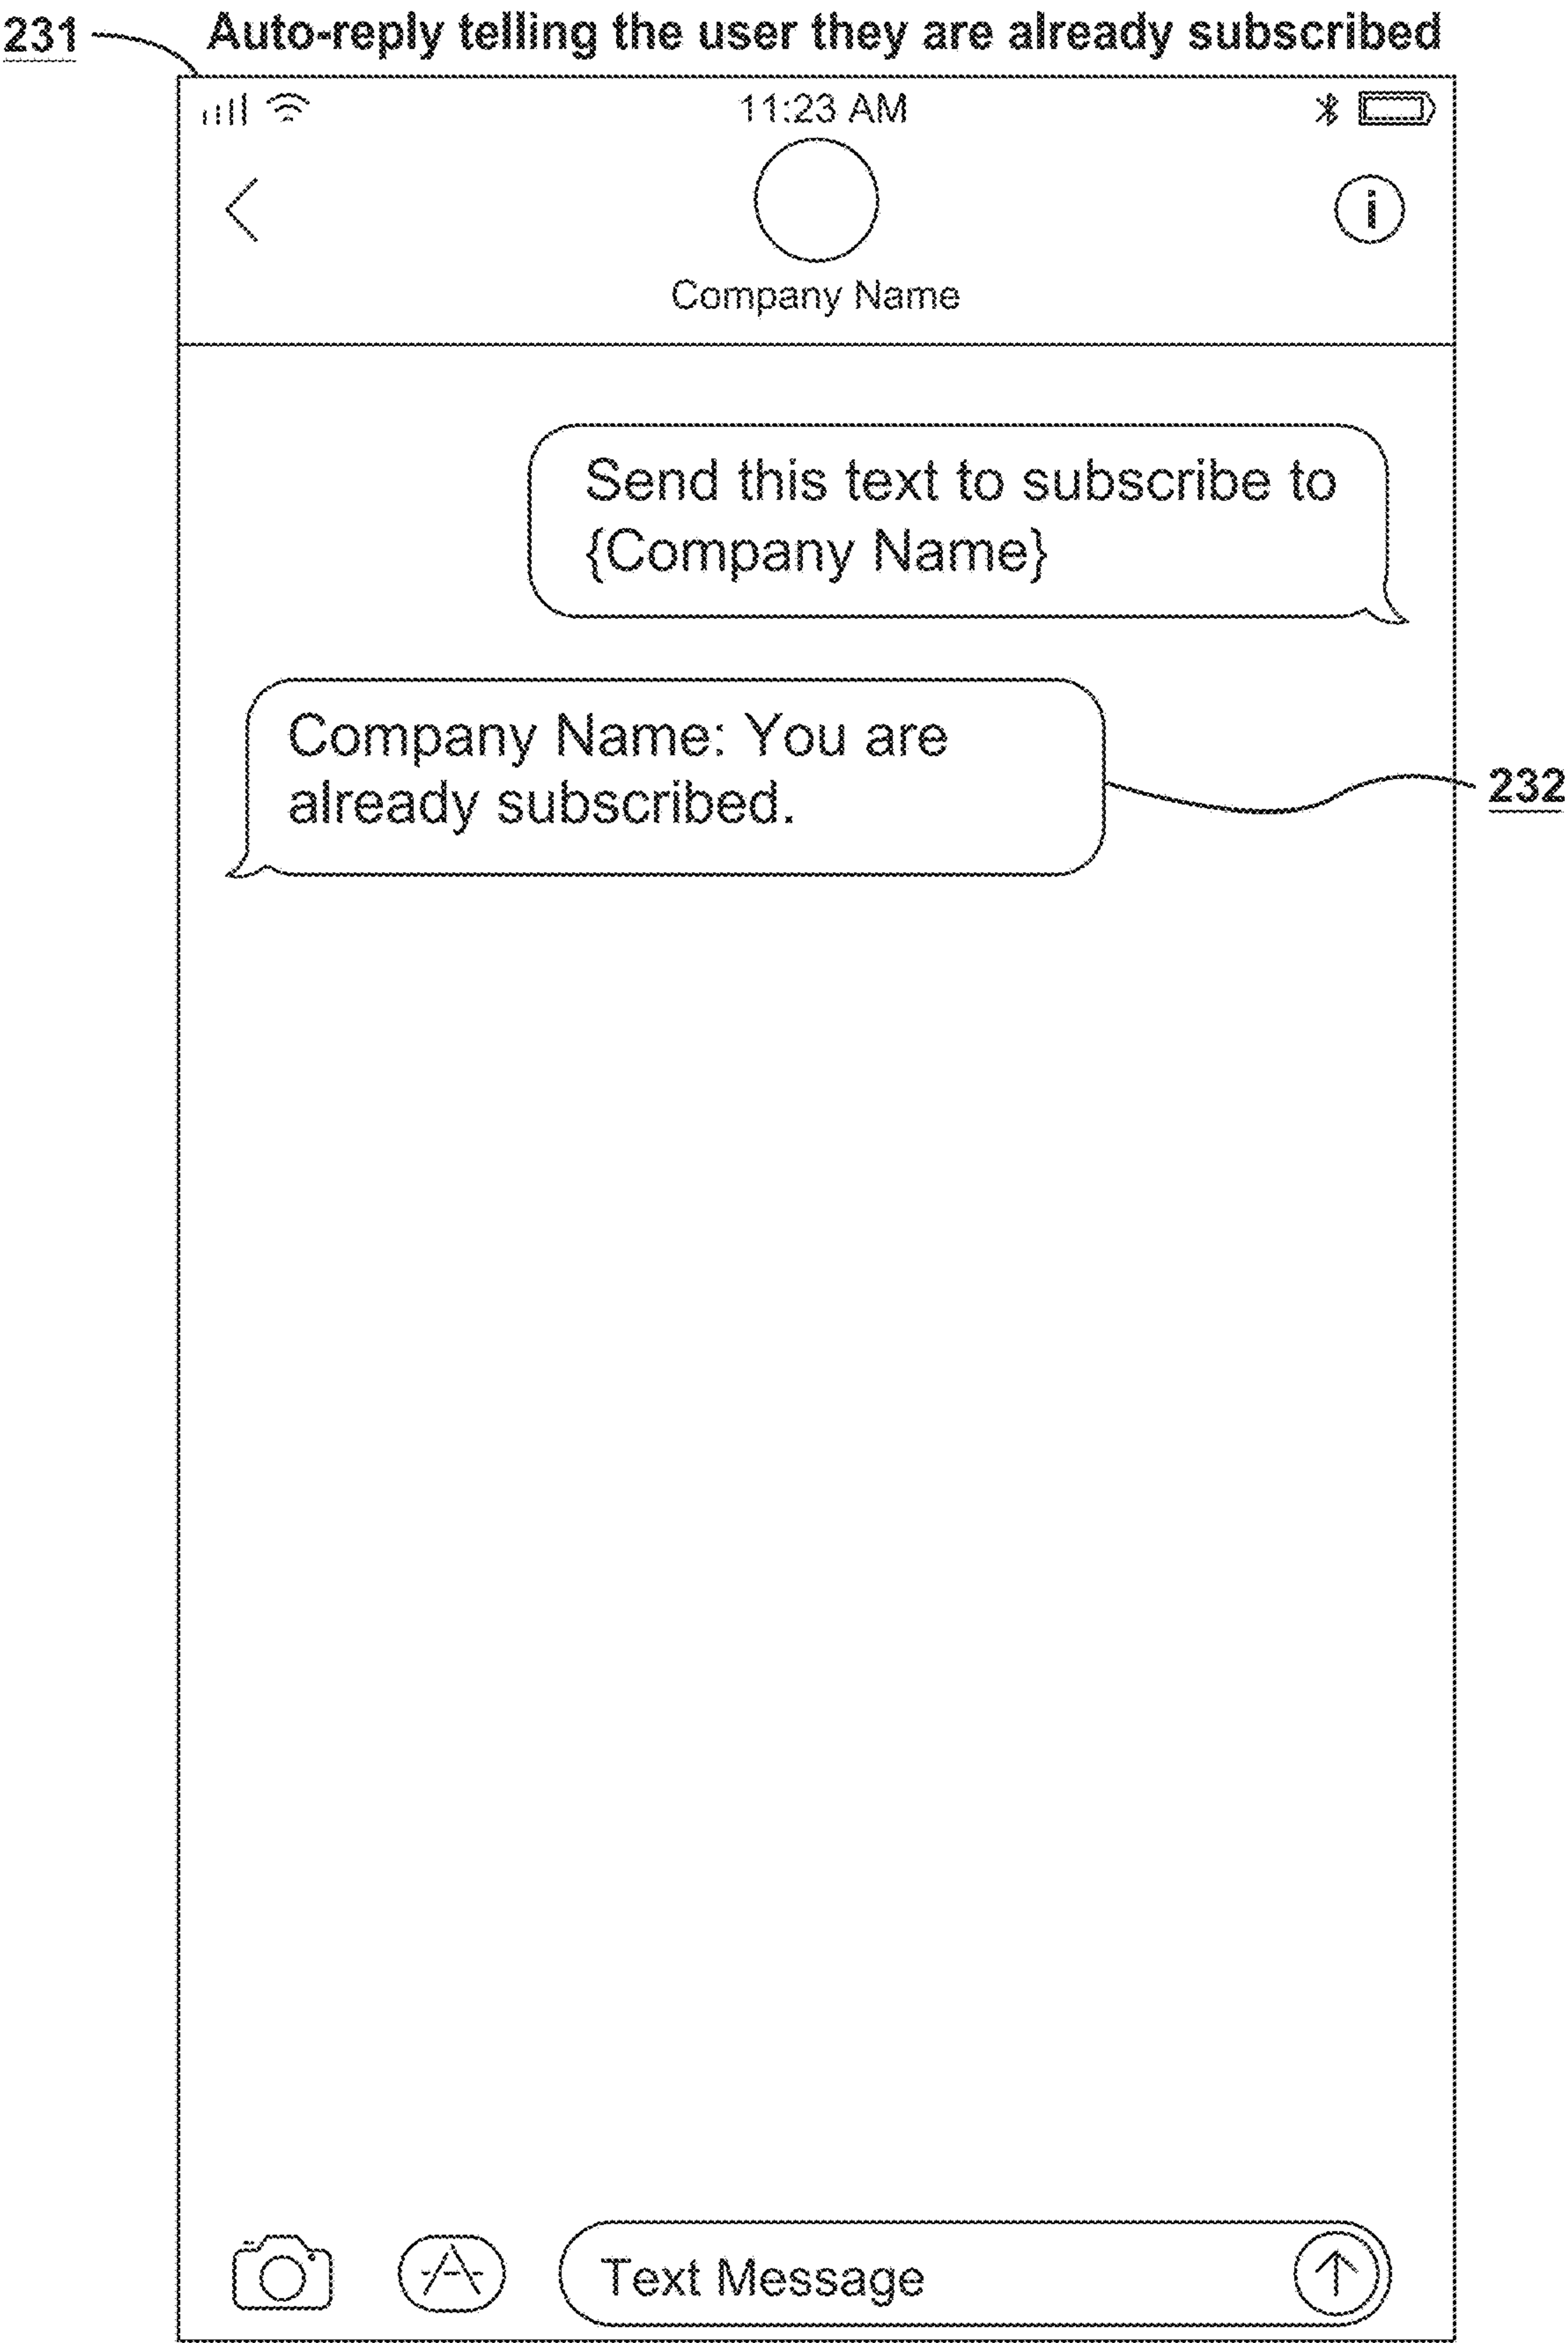 231
Auto-reply telling the user they are already subscribed
11:23 AM
i
Company Name
Send this text to subscribe to
{Company Name}
Company Name: You are
already subscribed.
232
Text Message